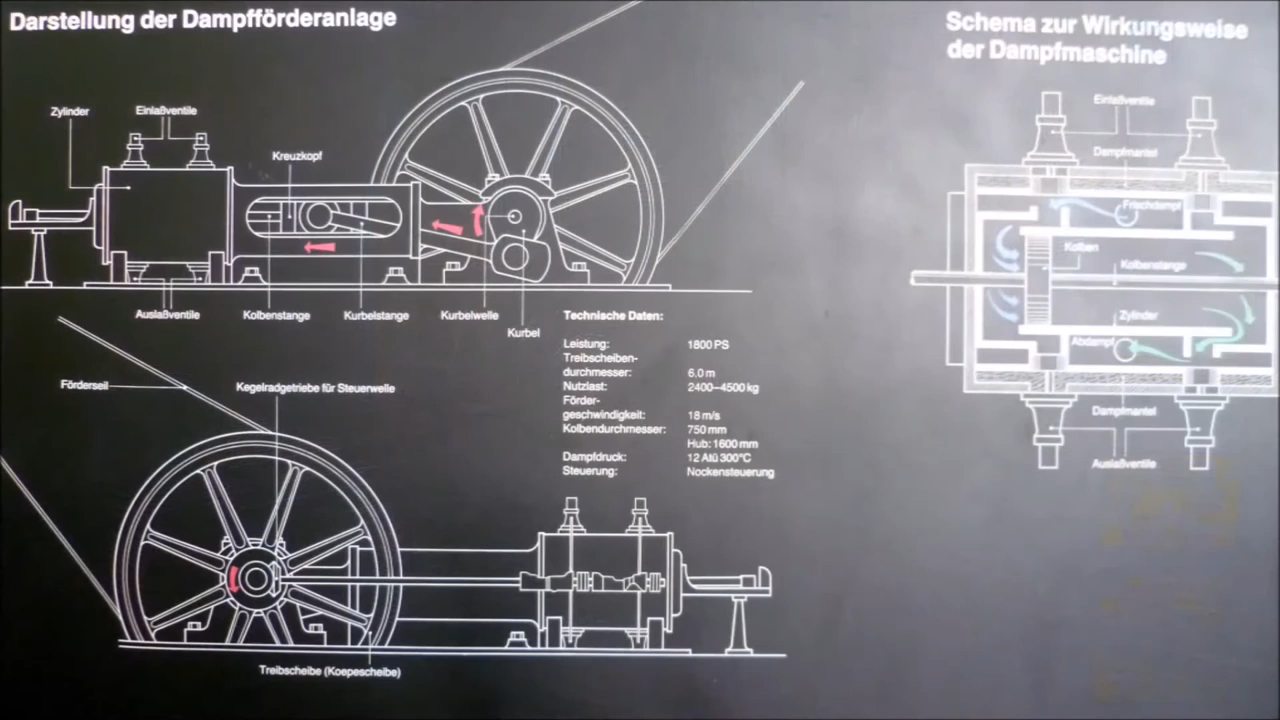 Darstellung der Dampfförderanlage
Zylinder
Einlaßventile
Kreuzkopf
Auslaßventile
Kolbenstange
Kurbelstange
Kurbelwelle
Kurbel
Förderseil
Kegelradgetriebe für Steuerwelle
Treibscheibe (Koepescheibe)
Technische Daten:
Leistung: 1800 PS
Treibscheiben-
durchmesser: 6.0 m
Nutzlast: 2400–4500 kg
Förder-
geschwindigkeit: 18 m/s
Kolbendurchmesser: 750 mm
Hub: 1600 mm
Dampfdruck: 12 Atü 300°C
Steuerung: Nockensteuerung
Schema zur Wirkungsweise
der Dampfmaschine
Einlaßventile
Dampfmantel
Frischdampf
Kolben
Kolbenstange
Zylinder
Abdampf
Dampfmantel
Auslaßventile